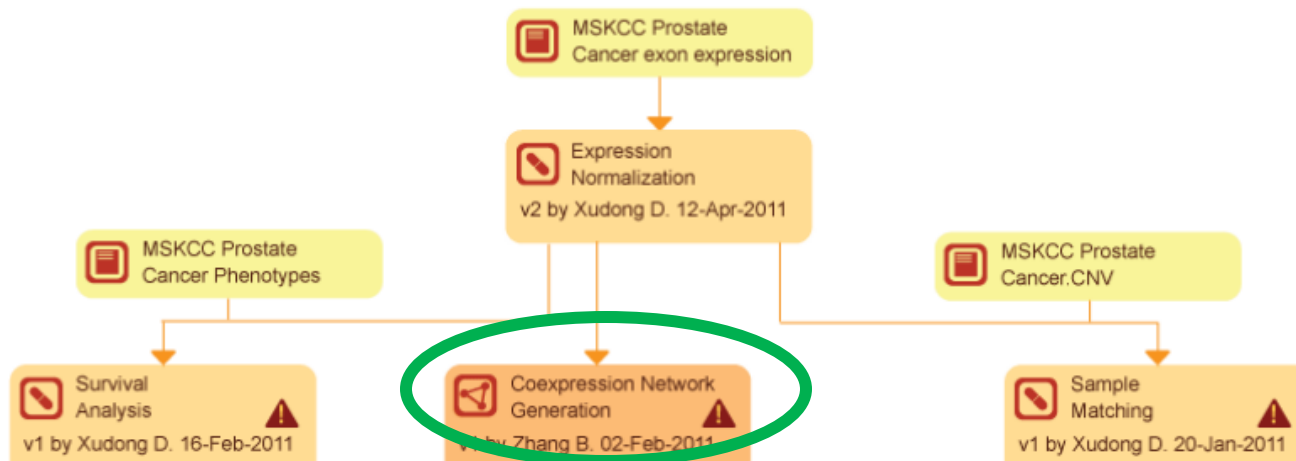 MSKCC Prostate
Cancer exon expression
Expression
Normalization
v2 by Xudong D. 12-Apr-2011
MSKCC Prostate
Cancer Phenotypes
MSKCC Prostate
Cancer.CNV
Survival
Analysis
v1 by Xudong D. 16-Feb-2011
Coexpression Network
Generation
by Zhang B. 02-Feb-2011
Sample
Matching
v1 by Xudong D. 20-Jan-2011